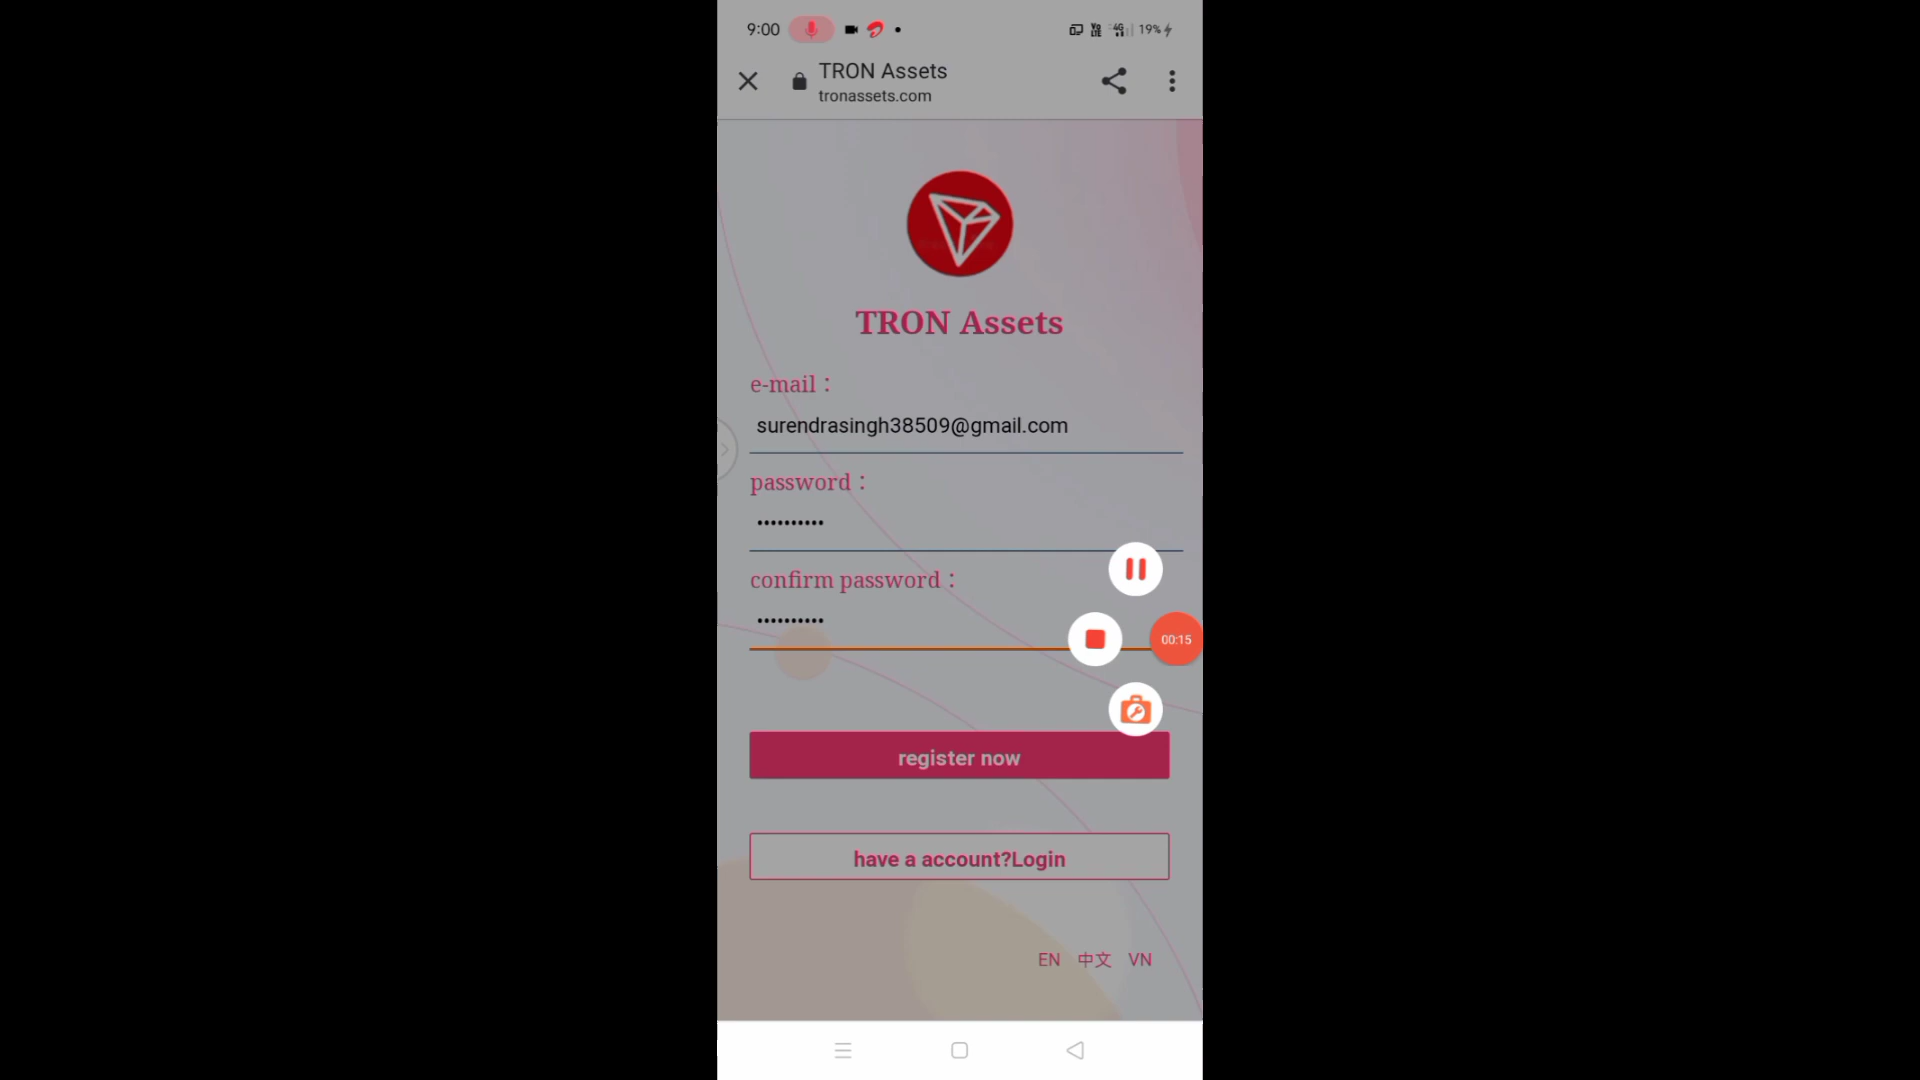 9:00
19%
TRON Assets
tronassets.com
TRON Assets
e-mail：
surendrasingh38509@gmail.com
password：
••••••••••
confirm password：
••••••••••
00:15
register now
have a account?Login
EN 中文 VN